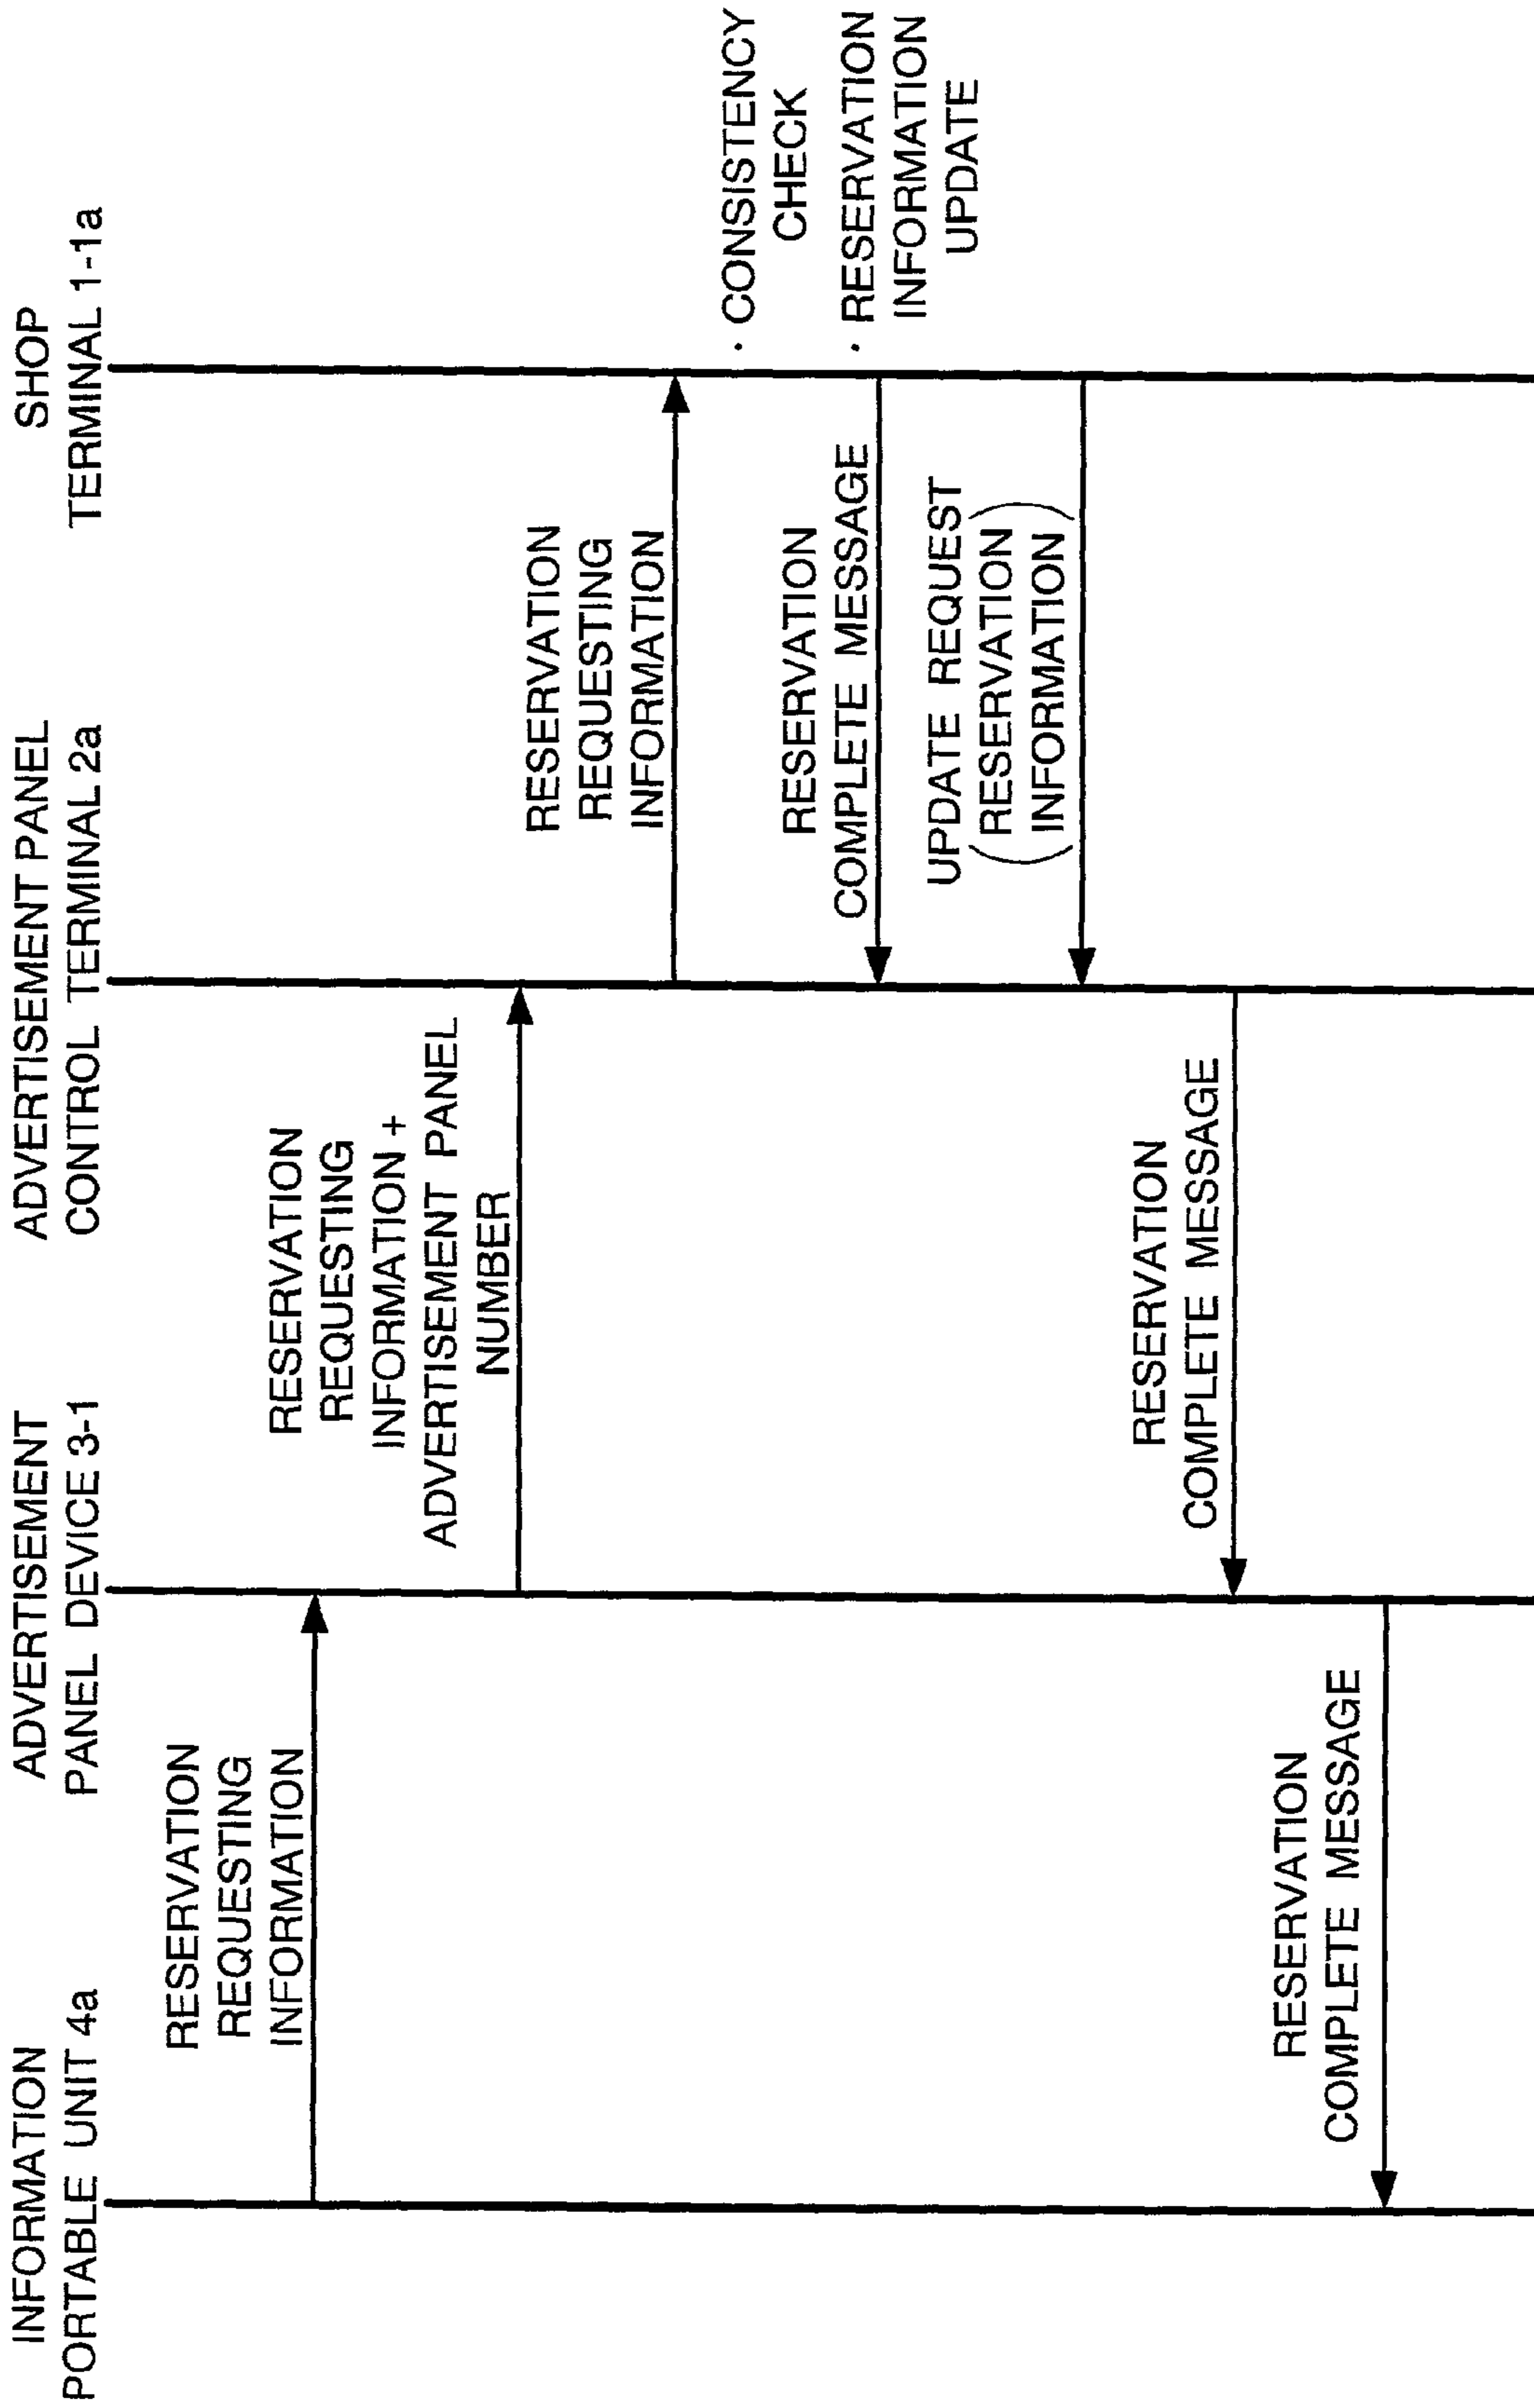 INFORMATION
PORTABLE UNIT 4a
ADVERTISEMENT
PANEL DEVICE 3-1
ADVERTISEMENT PANEL
CONTROL TERMINAL 2a
SHOP
TERMINAL 1-1a
RESERVATION
REQUESTING
INFORMATION
RESERVATION
REQUESTING
INFORMATION +
ADVERTISEMENT PANEL
NUMBER
RESERVATION
REQUESTING
INFORMATION
· CONSISTENCY
CHECK
· RESERVATION
INFORMATION
UPDATE
RESERVATION
COMPLETE MESSAGE
UPDATE REQUEST
(RESERVATION
INFORMATION)
RESERVATION
COMPLETE MESSAGE
RESERVATION
COMPLETE MESSAGE